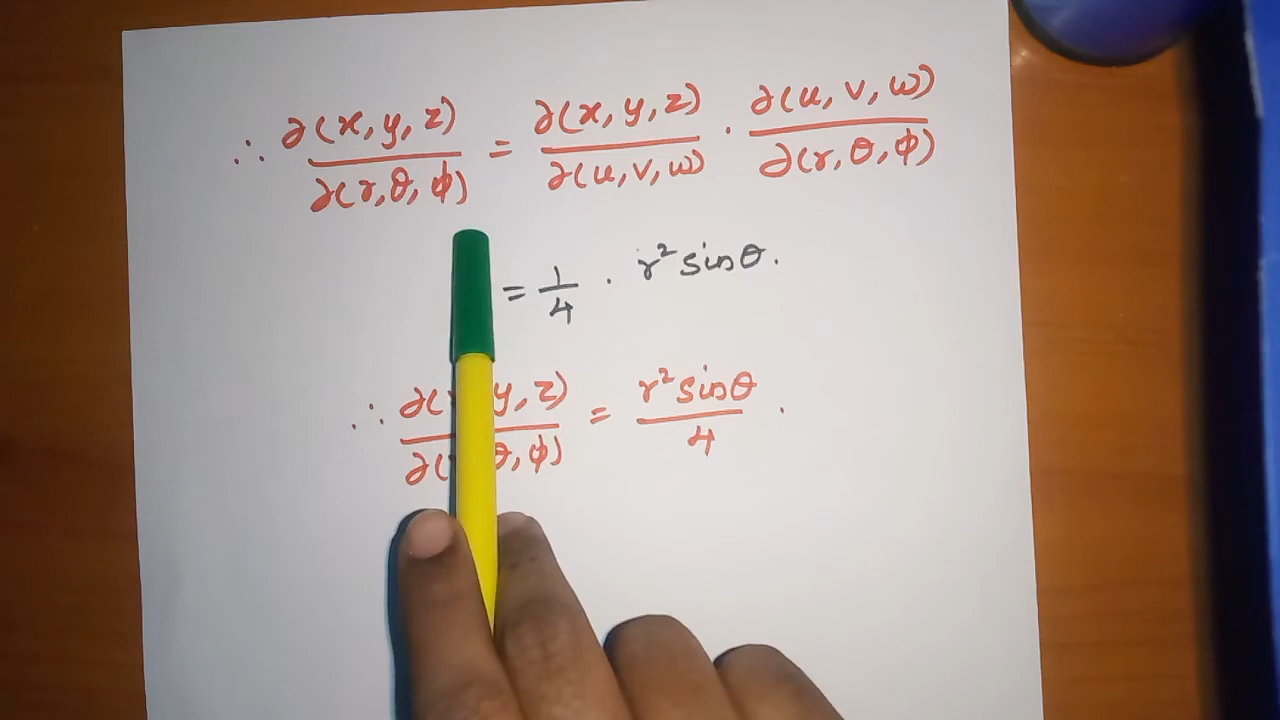 ∴ ∂(x, y, z) / ∂(r, θ, ϕ) = ∂(x, y, z) / ∂(u, v, w) · ∂(u, v, w) / ∂(r, θ, ϕ)
= 1/4 · r² sinθ.
∴ ∂( y, z) / ∂( θ, ϕ) = r² sinθ / 4 .